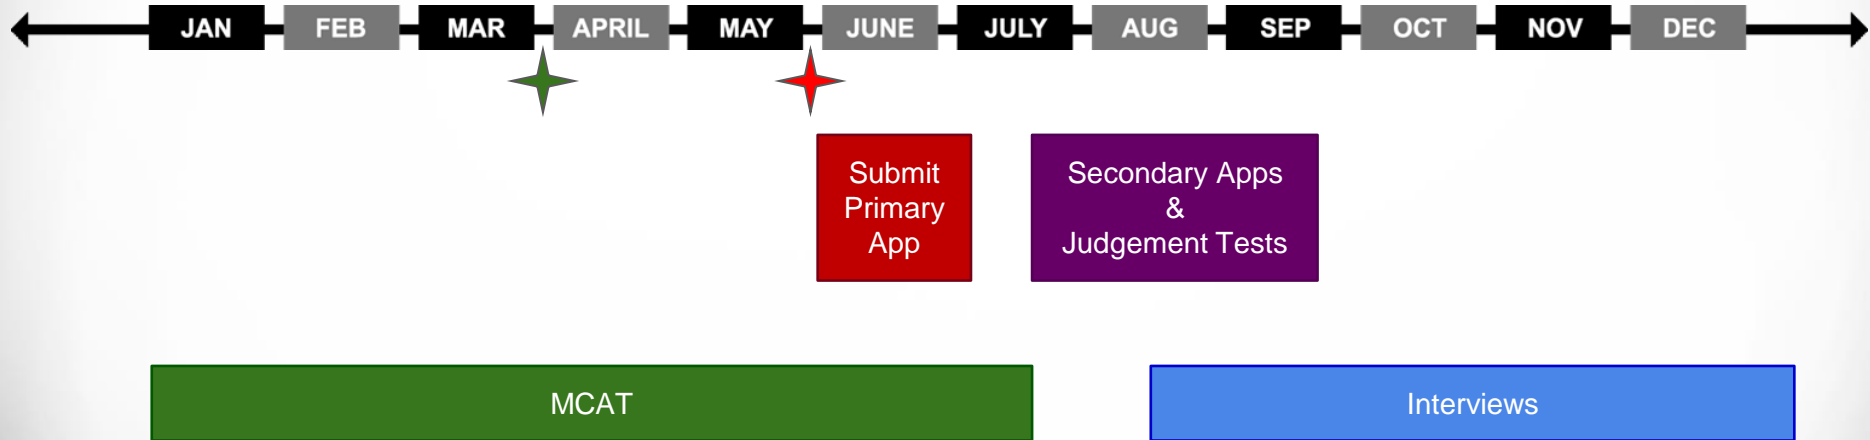 JAN FEB MAR APRIL MAY JUNE JULY AUG SEP OCT NOV DEC
Submit
Primary
App
Secondary Apps
&
Judgement Tests
MCAT
Interviews